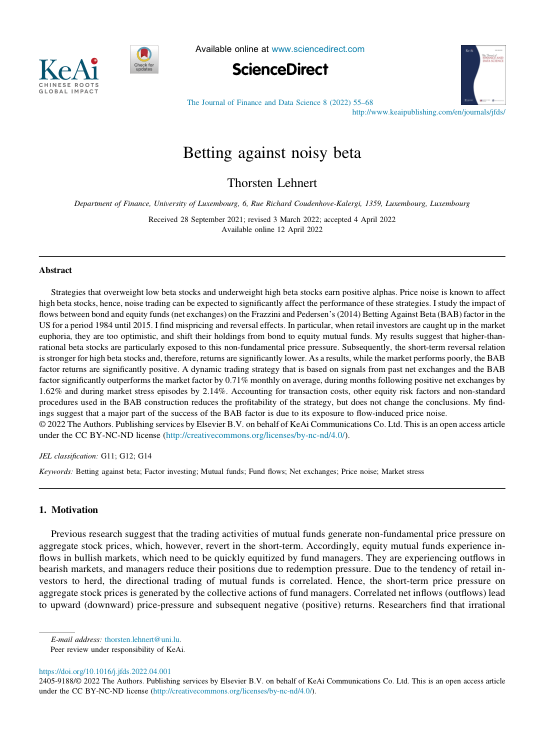 KeAi
CHINESE ROOTS
GLOBAL IMPACT
Check for
updates
Available online at www.sciencedirect.com
ScienceDirect
The Journal of Finance and Data Science 8 (2022) 55–68
http://www.keaipublishing.com/en/journals/jfds/
Betting against noisy beta
Thorsten Lehnert
Department of Finance, University of Luxembourg, 6, Rue Richard Coudenhove-Kalergi, 1359, Luxembourg, Luxembourg
Received 28 September 2021; revised 3 March 2022; accepted 4 April 2022
Available online 12 April 2022
Abstract
Strategies that overweight low beta stocks and underweight high beta stocks earn positive alphas. Price noise is known to affect
high beta stocks, hence, noise trading can be expected to significantly affect the performance of these strategies. I study the impact of
flows between bond and equity funds (net exchanges) on the Frazzini and Pedersen's (2014) Betting Against Beta (BAB) factor in the
US for a period 1984 until 2015. I find mispricing and reversal effects. In particular, when retail investors are caught up in the market
euphoria, they are too optimistic, and shift their holdings from bond to equity mutual funds. My results suggest that higher-than-
rational beta stocks are particularly exposed to this non-fundamental price pressure. Subsequently, the short-term reversal relation
is stronger for high beta stocks and, therefore, returns are significantly lower. As a results, while the market performs poorly, the BAB
factor returns are significantly positive. A dynamic trading strategy that is based on signals from past net exchanges and the BAB
factor significantly outperforms the market factor by 0.71% monthly on average, during months following positive net exchanges by
1.62% and during market stress episodes by 2.14%. Accounting for transaction costs, other equity risk factors and non-standard
procedures used in the BAB construction reduces the profitability of the strategy, but does not change the conclusions. My find-
ings suggest that a major part of the success of the BAB factor is due to its exposure to flow-induced price noise.
© 2022 The Authors. Publishing services by Elsevier B.V. on behalf of KeAi Communications Co. Ltd. This is an open access article
under the CC BY-NC-ND license (http://creativecommons.org/licenses/by-nc-nd/4.0/).
JEL classification: G11; G12; G14
Keywords: Betting against beta; Factor investing; Mutual funds; Fund flows; Net exchanges; Price noise; Market stress
1. Motivation
Previous research suggest that the trading activities of mutual funds generate non-fundamental price pressure on
aggregate stock prices, which, however, revert in the short-term. Accordingly, equity mutual funds experience in-
flows in bullish markets, which need to be quickly equitized by fund managers. They are experiencing outflows in
bearish markets, and managers reduce their positions due to redemption pressure. Due to the tendency of retail in-
vestors to herd, the directional trading of mutual funds is correlated. Hence, the short-term price pressure on
aggregate stock prices is generated by the collective actions of fund managers. Correlated net inflows (outflows) lead
to upward (downward) price-pressure and subsequent negative (positive) returns. Researchers find that irrational
E-mail address: thorsten.lehnert@uni.lu.
Peer review under responsibility of KeAi.
https://doi.org/10.1016/j.jfds.2022.04.001
2405-9188/© 2022 The Authors. Publishing services by Elsevier B.V. on behalf of KeAi Communications Co. Ltd. This is an open access article
under the CC BY-NC-ND license (http://creativecommons.org/licenses/by-nc-nd/4.0/).